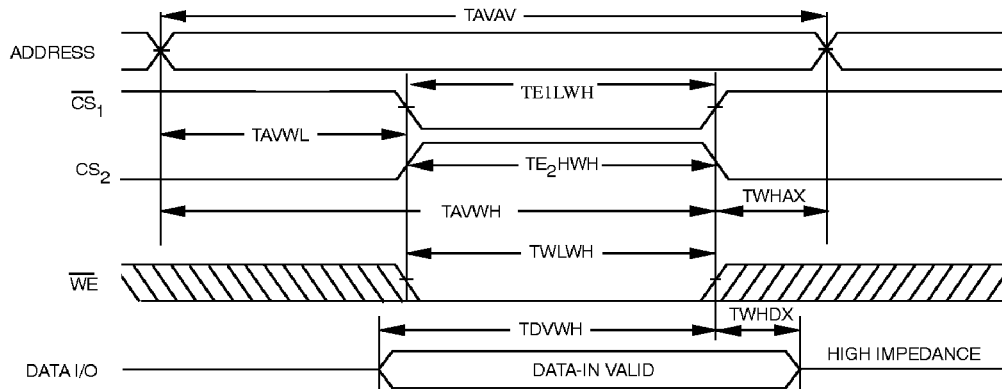 TAVAV
ADDRESS
CS1
TE1LWH
TAVWL
CS2
TE2HWH
TWHAX
TAVWH
TWLWH
WE
TWHDX
TDVWH
DATA I/O
DATA-IN VALID
HIGH IMPEDANCE